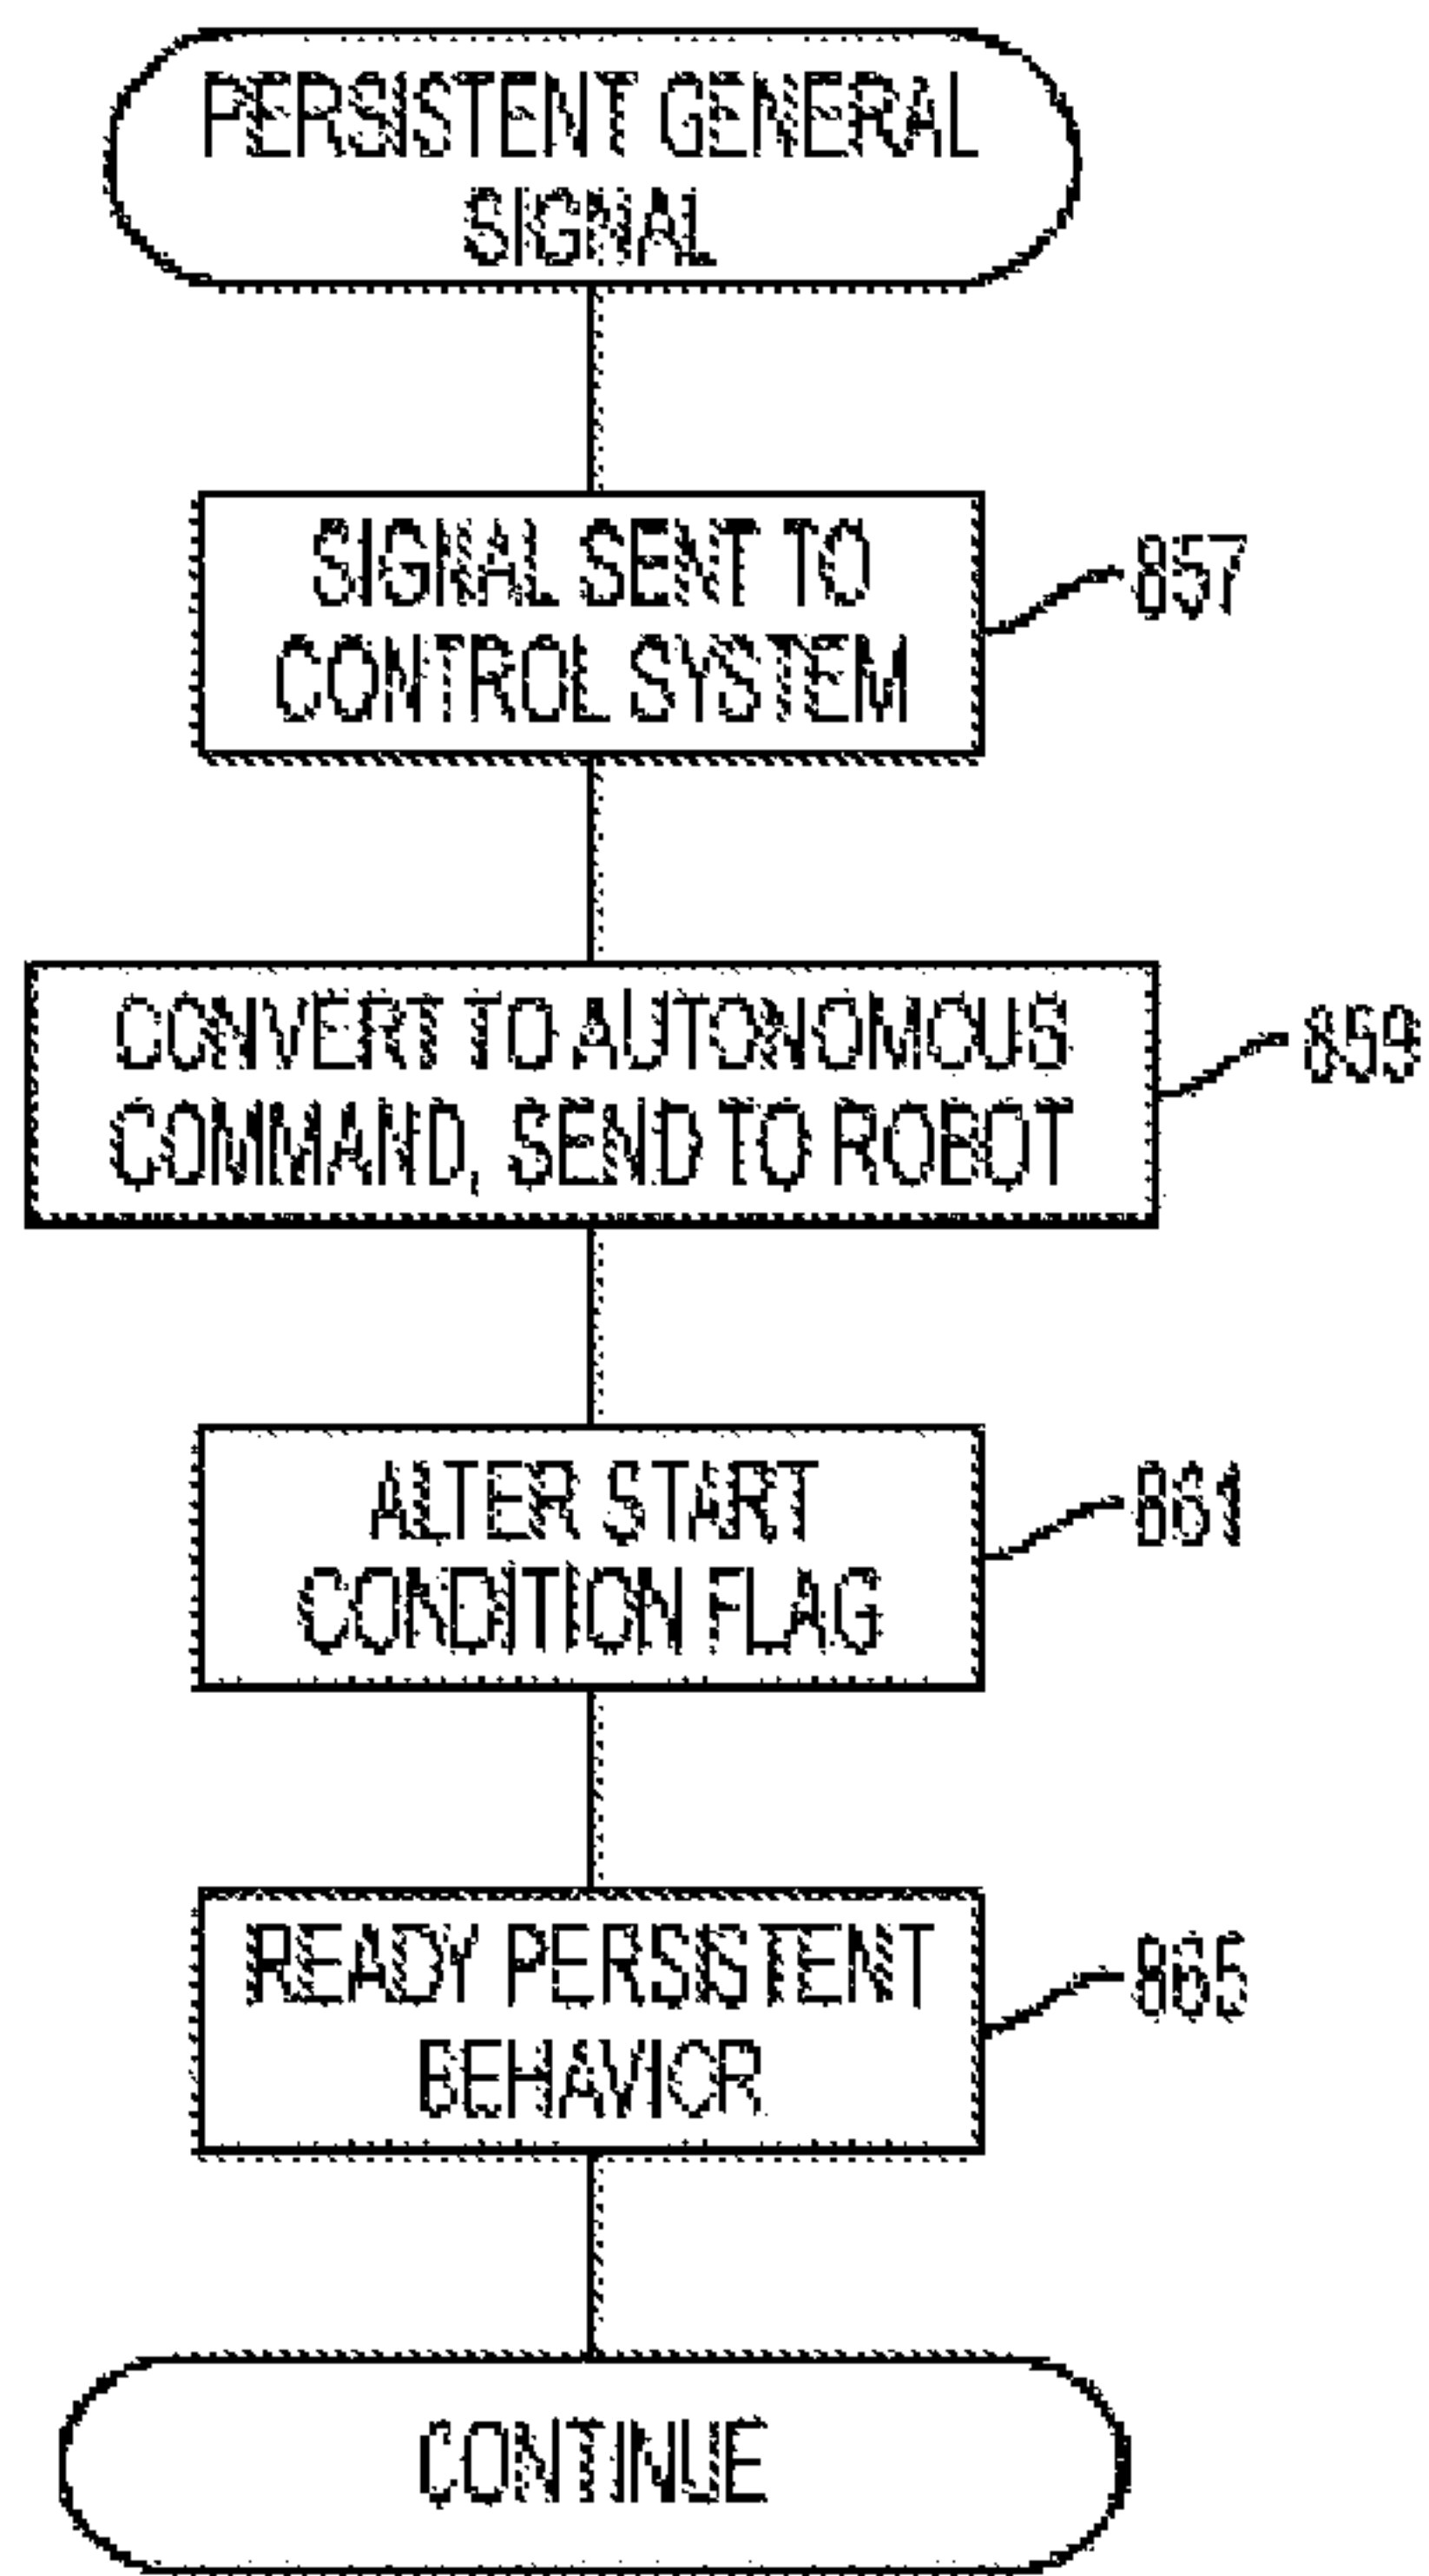 PERSISTENT GENERAL
SIGNAL
SIGNAL SENT TO
CONTROL SYSTEM
857
CONVERT TO AUTONOMOUS
COMMAND, SEND TO ROBOT
859
ALTER START
CONDITION FLAG
861
READY PERSISTENT
BEHAVIOR
865
CONTINUE